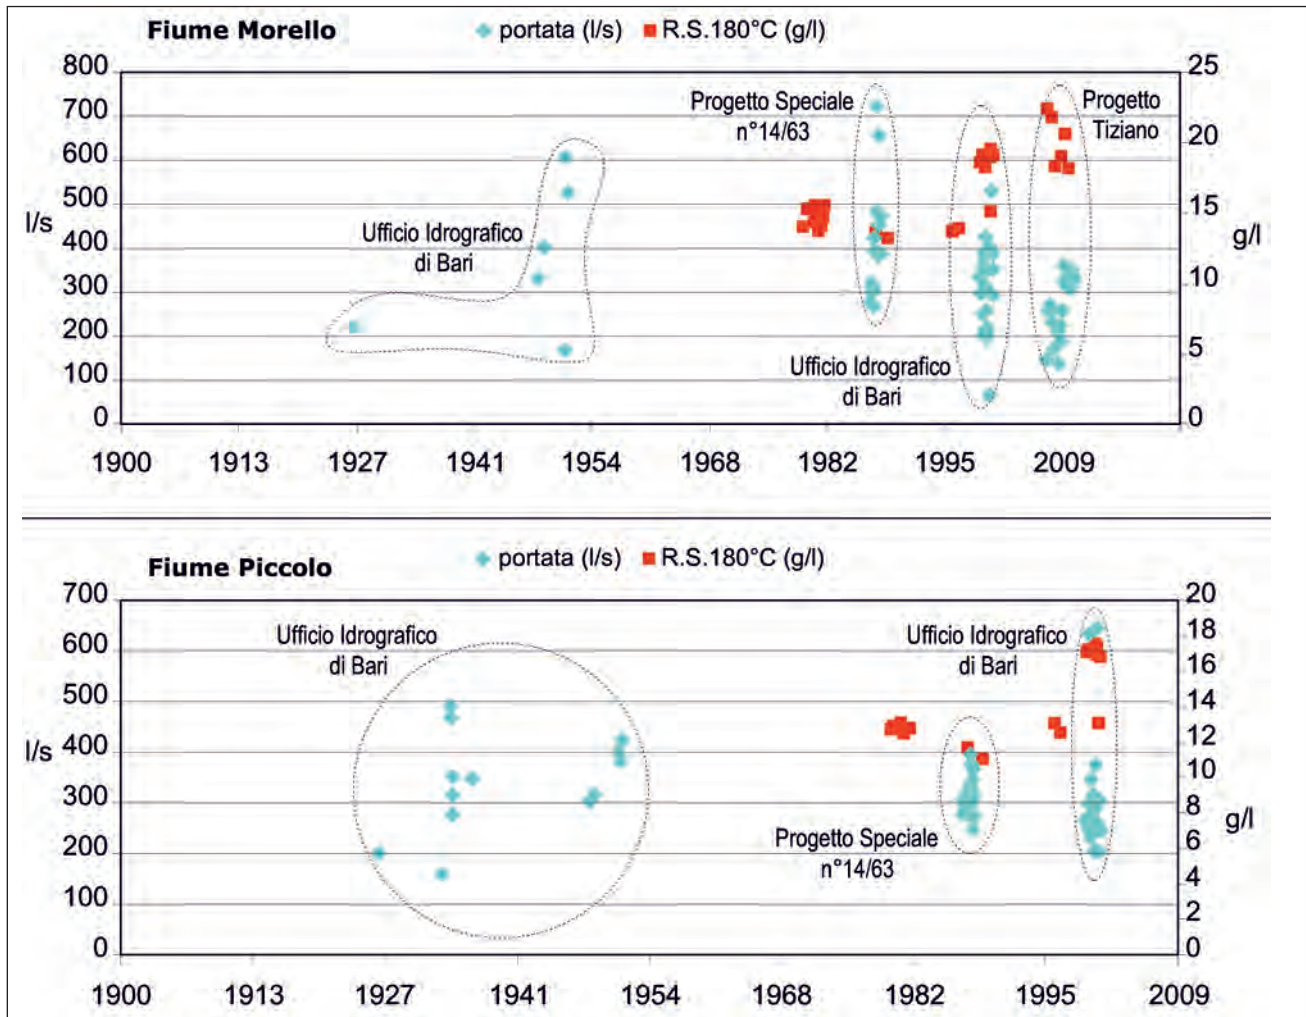 Fiume Morello
portata (l/s)
R.S.180°C (g/l)
800
700
600
500
400
300
200
100
0
l/s
25
20
15
10
5
0
g/l
Progetto Speciale
n°14/63
Progetto
Tiziano
Ufficio Idrografico
di Bari
Ufficio Idrografico
di Bari
1900 1913 1927 1941 1954 1968 1982 1995 2009
Fiume Piccolo
portata (l/s)
R.S.180°C (g/l)
700
600
500
400
300
200
100
0
l/s
20
18
16
14
12
10
8
6
4
2
0
g/l
Ufficio Idrografico
di Bari
Ufficio Idrografico
di Bari
Progetto Speciale
n°14/63
1900 1913 1927 1941 1954 1968 1982 1995 2009